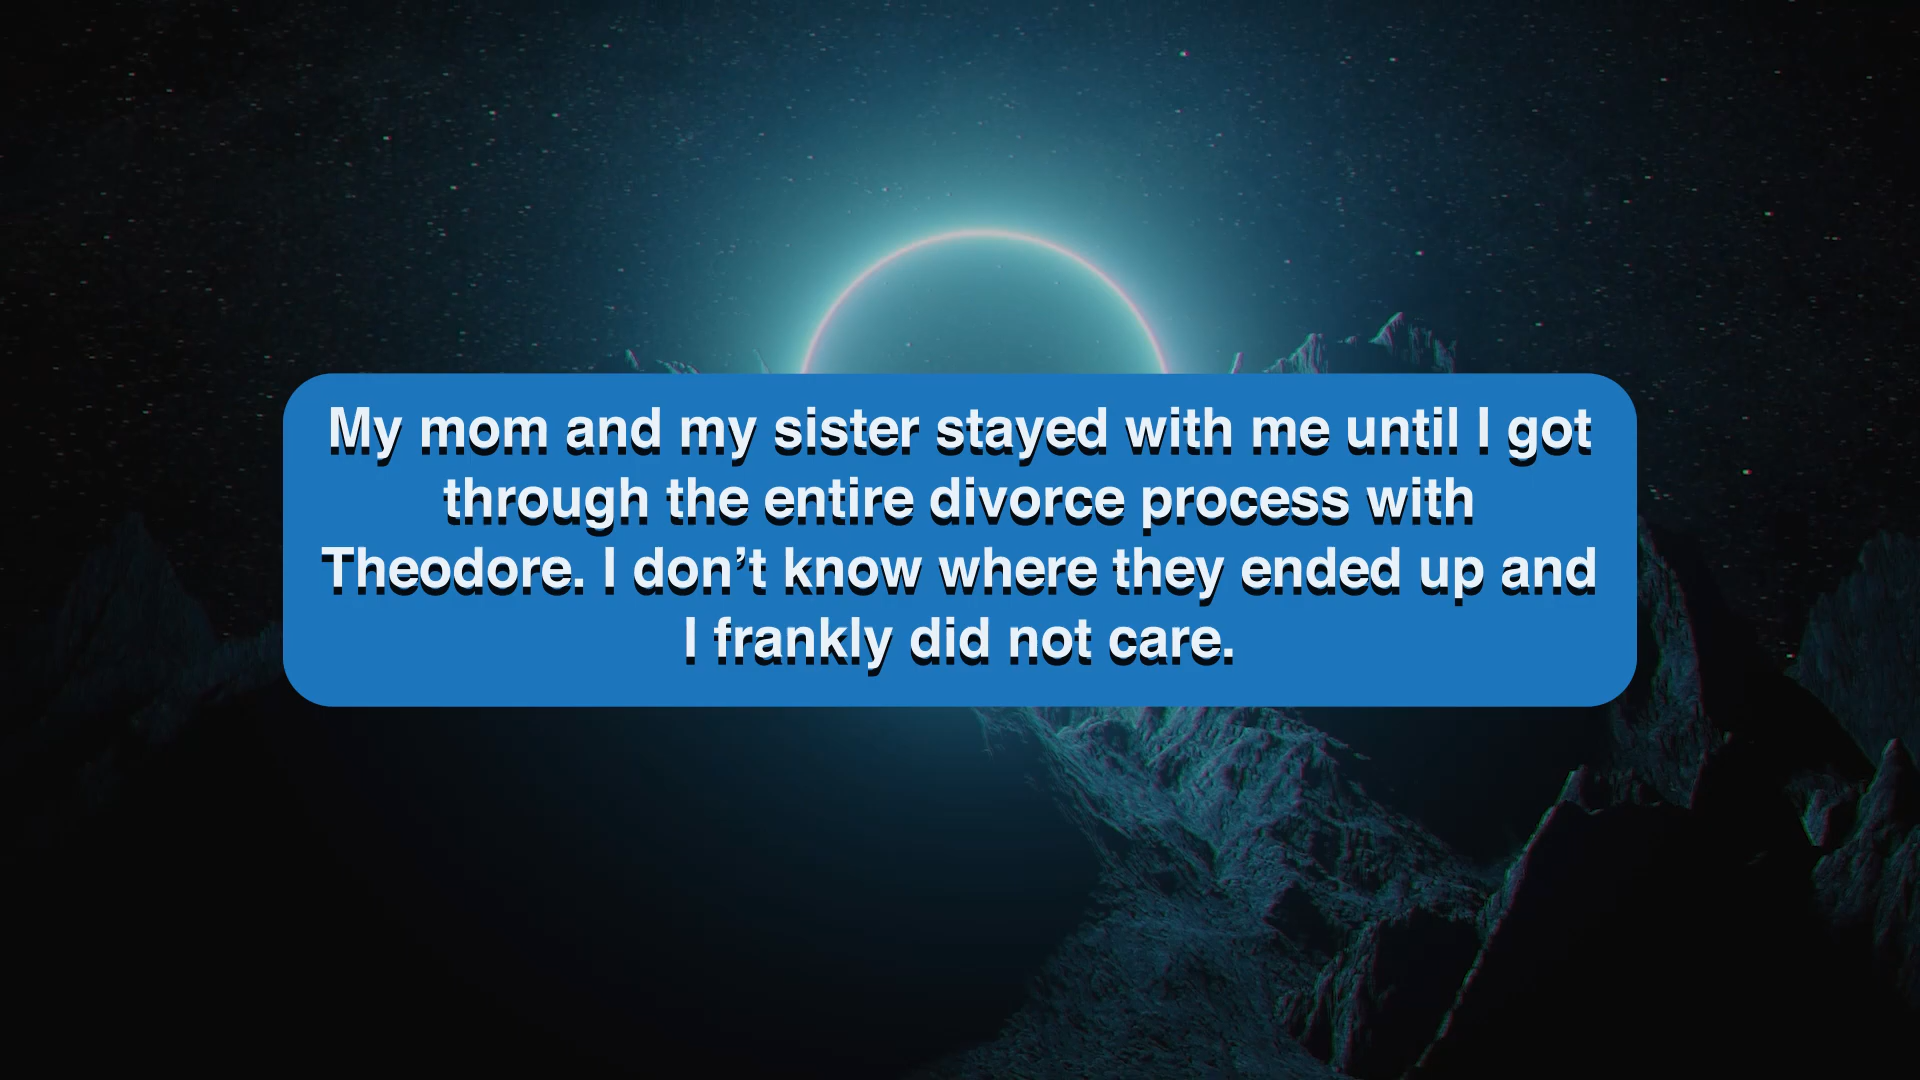 My mom and my sister stayed with me until I got
through the entire divorce process with
Theodore. I don’t know where they ended up and
I frankly did not care.